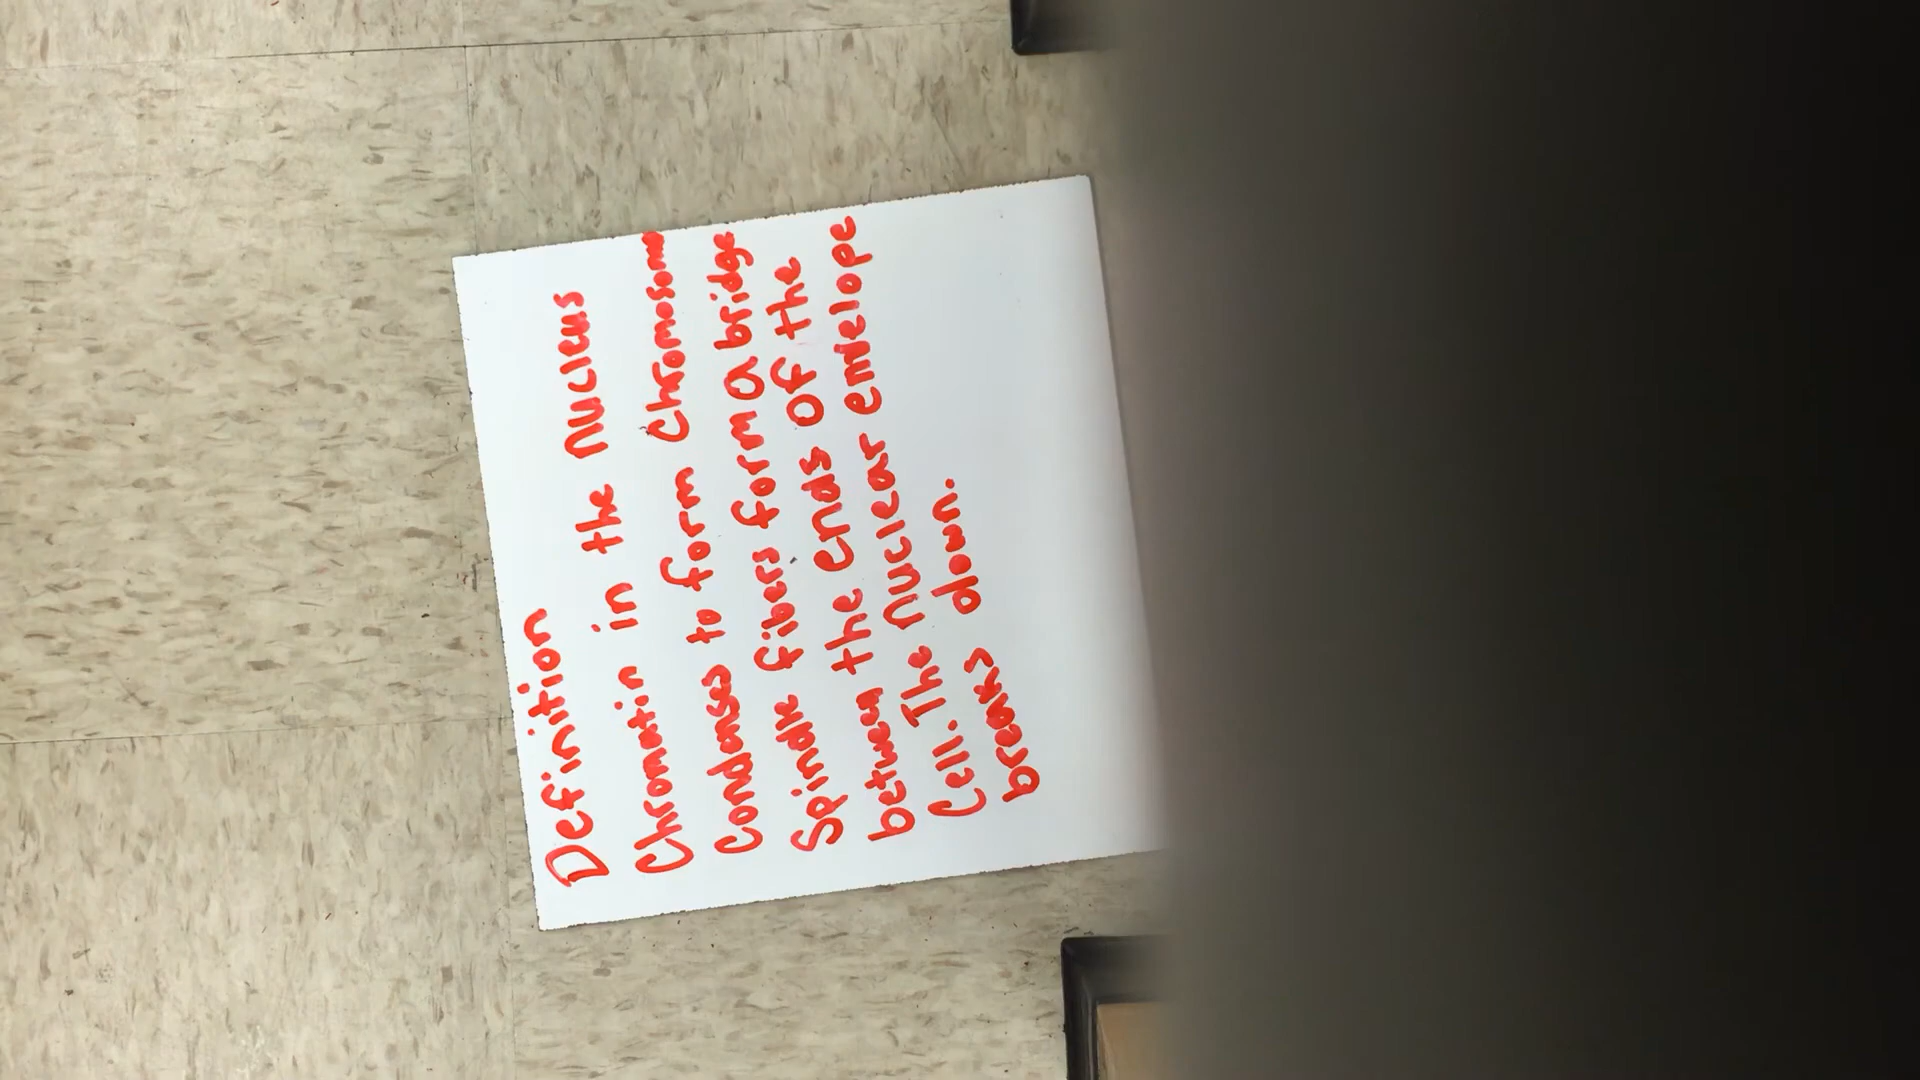 Definition
Chromatin in the nucleus
Condenses to form Chromosomes
Spindle fibers form a bridge
between the ends of the
Cell. The nuclear envelope
breaks down.